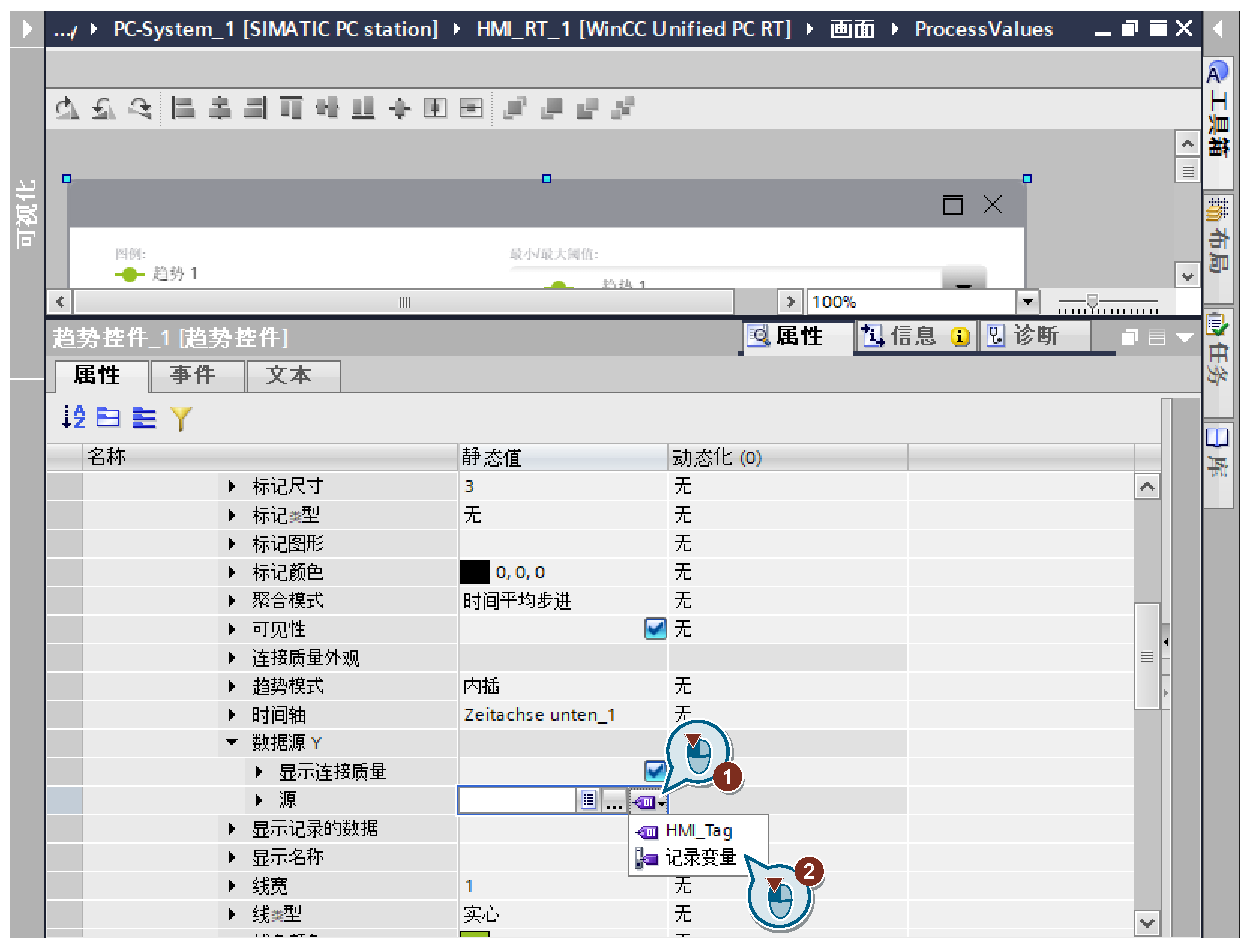 …/ ▸ PC-System_1 [SIMATIC PC station] ▸ HMI_RT_1 [WinCC Unified PC RT] ▸ 画面 ▸ ProcessValues
可视化
图例: 最小/最大阈值:
趋势 1 趋势 1
100%
趋势控件_1 [趋势控件] 属性 信息 诊断
属性 事件 文本
名称 静态值 动态化 (0)
标记尺寸 3 无
标记类型 无 无
标记图形 无
标记颜色 0, 0, 0 无
聚合模式 时间平均步进 无
可见性 无
连接质量外观
趋势模式 内插 无
时间轴 Zeitachse unten_1 无
数据源 Y
显示连接质量 1
源 ...
HMI_Tag
显示记录的数据
记录变量 2
显示名称
线宽 1 无
线类型 实心 无
工具箱
布局
任务
库